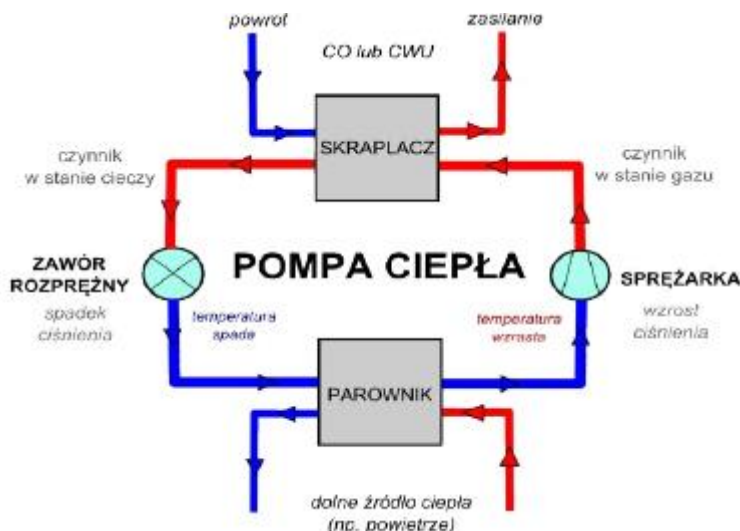 powrót
zasilanie
CO lub CWU
SKRAPLACZ
czynnik
w stanie cieczy
czynnik
w stanie gazu
ZAWÓR
ROZPRĘŻNY
spadek
ciśnienia
POMPA CIEPŁA
SPRĘŻARKA
wzrost
ciśnienia
temperatura
spada
temperatura
wzrasta
PAROWNIK
dolne źródło ciepła
(np. powietrze)